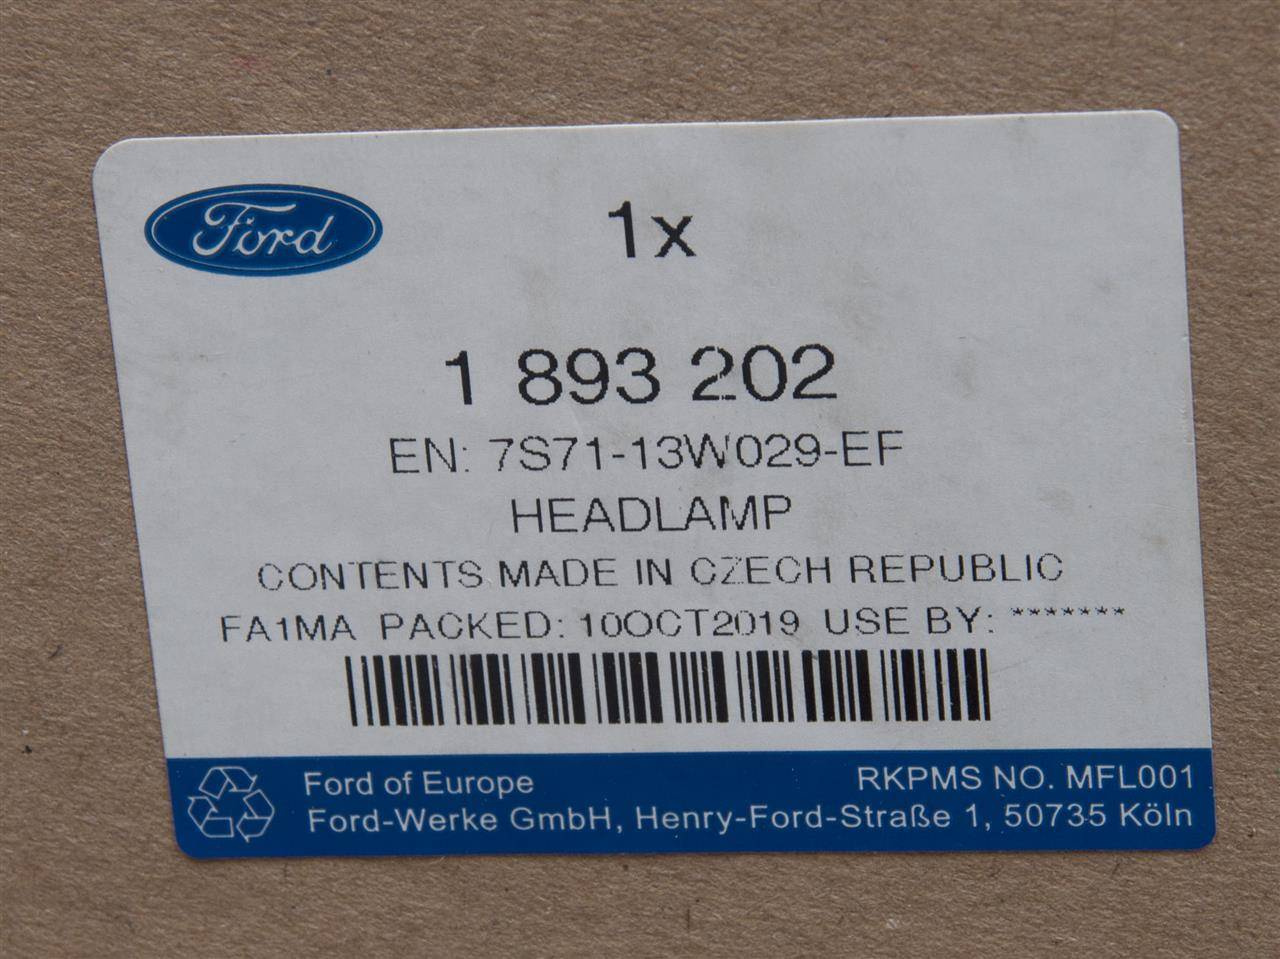 Ford
1x
1 893 202
EN: 7S71-13W029-EF
HEADLAMP
CONTENTS MADE IN CZECH REPUBLIC
FA1MA PACKED: 10OCT2019 USE BY: *******
Ford of Europe
RKPMS NO. MFL001
Ford-Werke GmbH, Henry-Ford-Straße 1, 50735 Köln